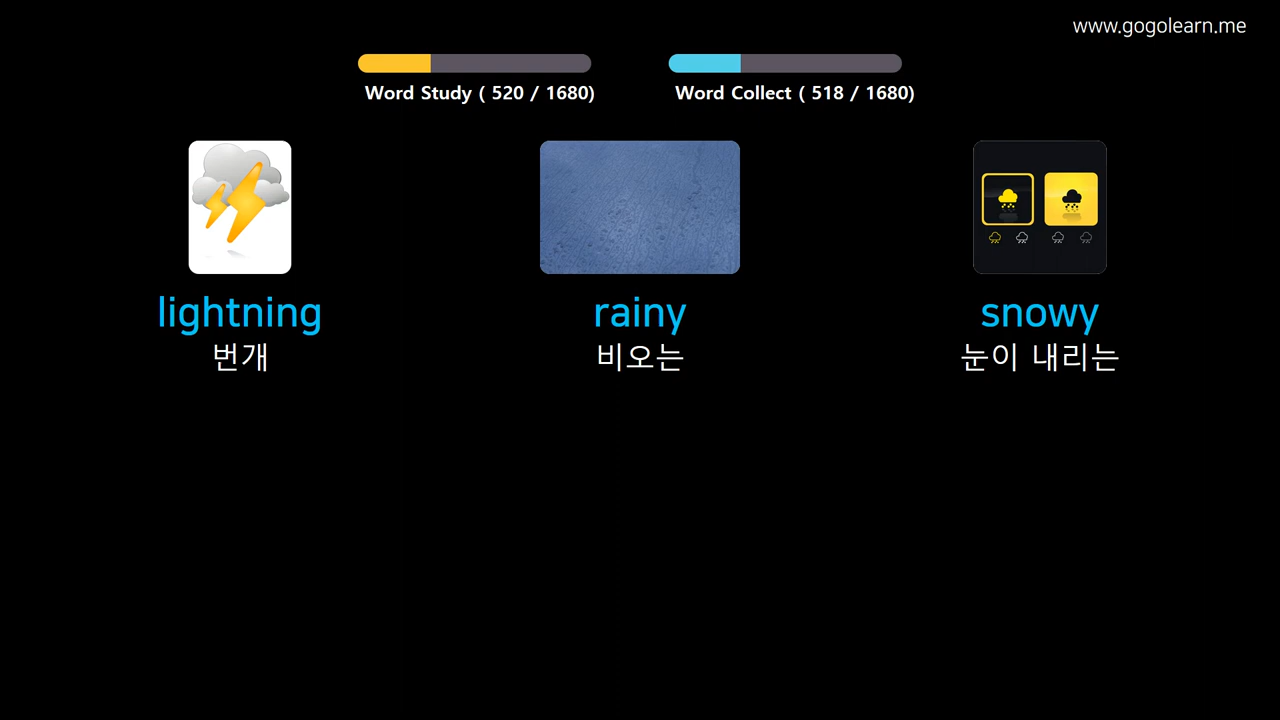 www.gogolearn.me
Word Study ( 520 / 1680)
Word Collect ( 518 / 1680)
lightning
번개
rainy
비오는
snowy
눈이 내리는